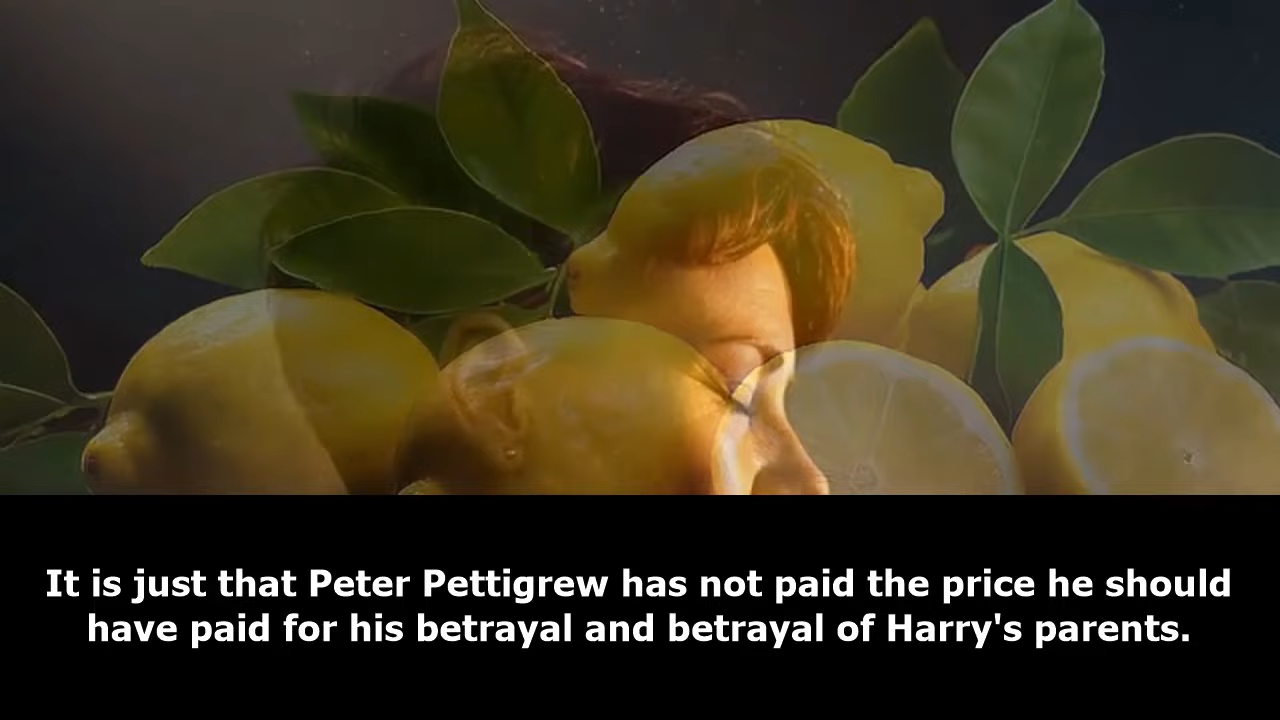 It is just that Peter Pettigrew has not paid the price he should
have paid for his betrayal and betrayal of Harry's parents.